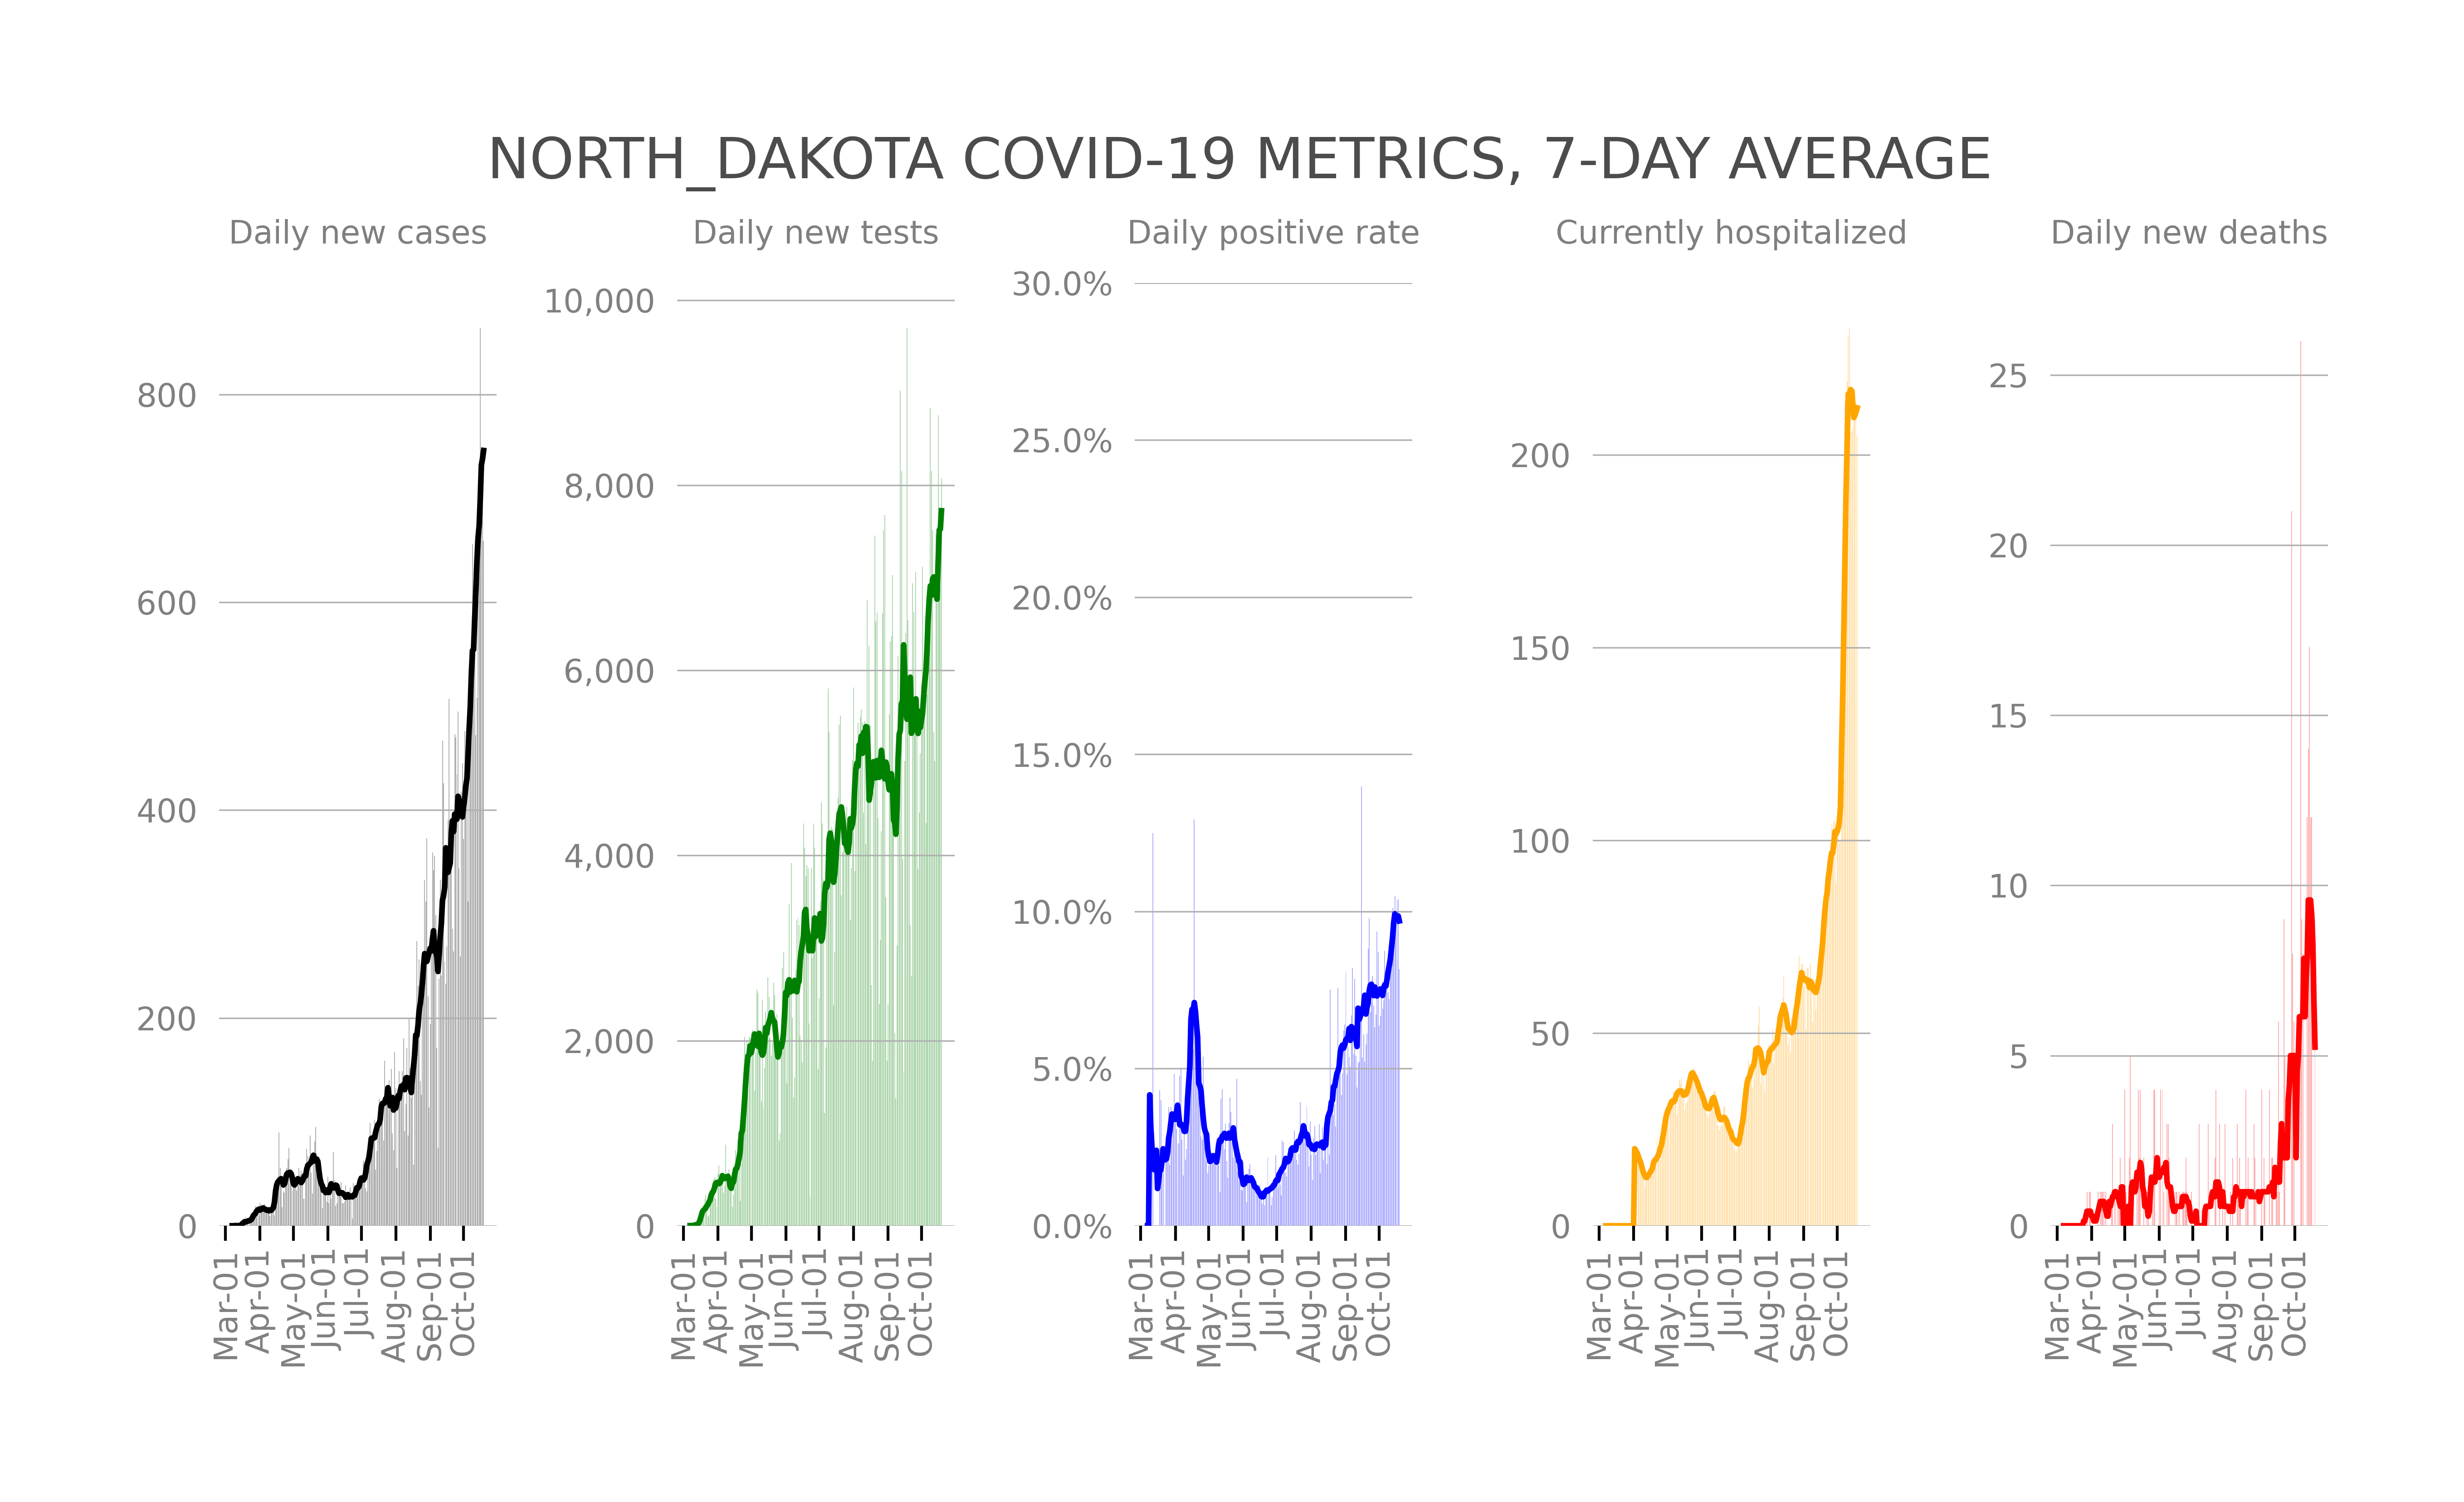 NORTH_DAKOTA COVID-19 METRICS, 7-DAY AVERAGE
Daily new cases
800
600
400
200
0
Mar-01
Apr-01
May-01
Jun-01
Jul-01
Aug-01
Sep-01
Oct-01
Daily new tests
10,000
8,000
6,000
4,000
2,000
0
Mar-01
Apr-01
May-01
Jun-01
Jul-01
Aug-01
Sep-01
Oct-01
Daily positive rate
30.0%
25.0%
20.0%
15.0%
10.0%
5.0%
0.0%
Mar-01
Apr-01
May-01
Jun-01
Jul-01
Aug-01
Sep-01
Oct-01
Currently hospitalized
200
150
100
50
0
Mar-01
Apr-01
May-01
Jun-01
Jul-01
Aug-01
Sep-01
Oct-01
Daily new deaths
25
20
15
10
5
0
Mar-01
Apr-01
May-01
Jun-01
Jul-01
Aug-01
Sep-01
Oct-01